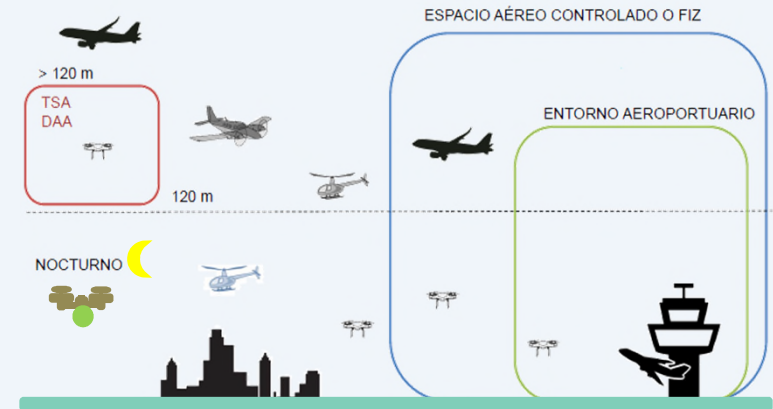 ESPACIO AÉREO CONTROLADO O FIZ
> 120 m
TSA
DAA
ENTORNO AEROPORTUARIO
120 m
NOCTURNO